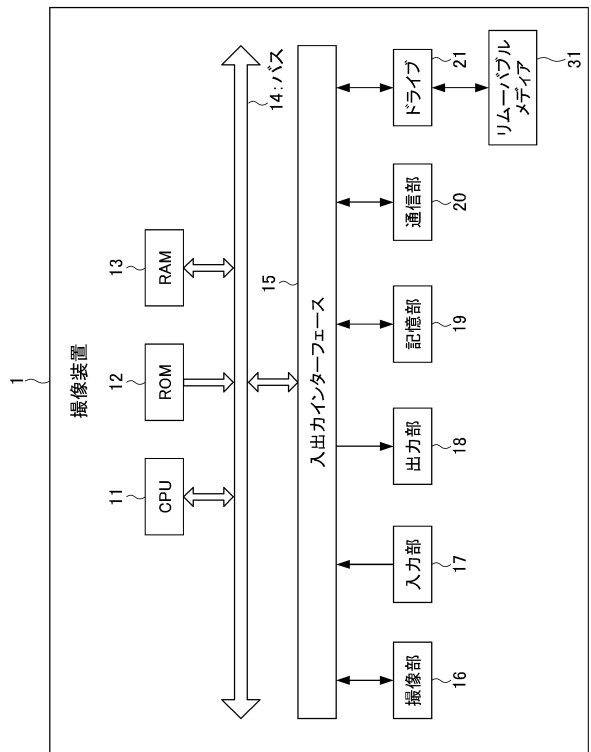 1
撮像装置
11
CPU
12
ROM
13
RAM
14:バス
15
入出力インターフェース
撮像部
16
入力部
17
出力部
18
記憶部
19
通信部
20
ドライブ
21
リムーバブル
メディア
31